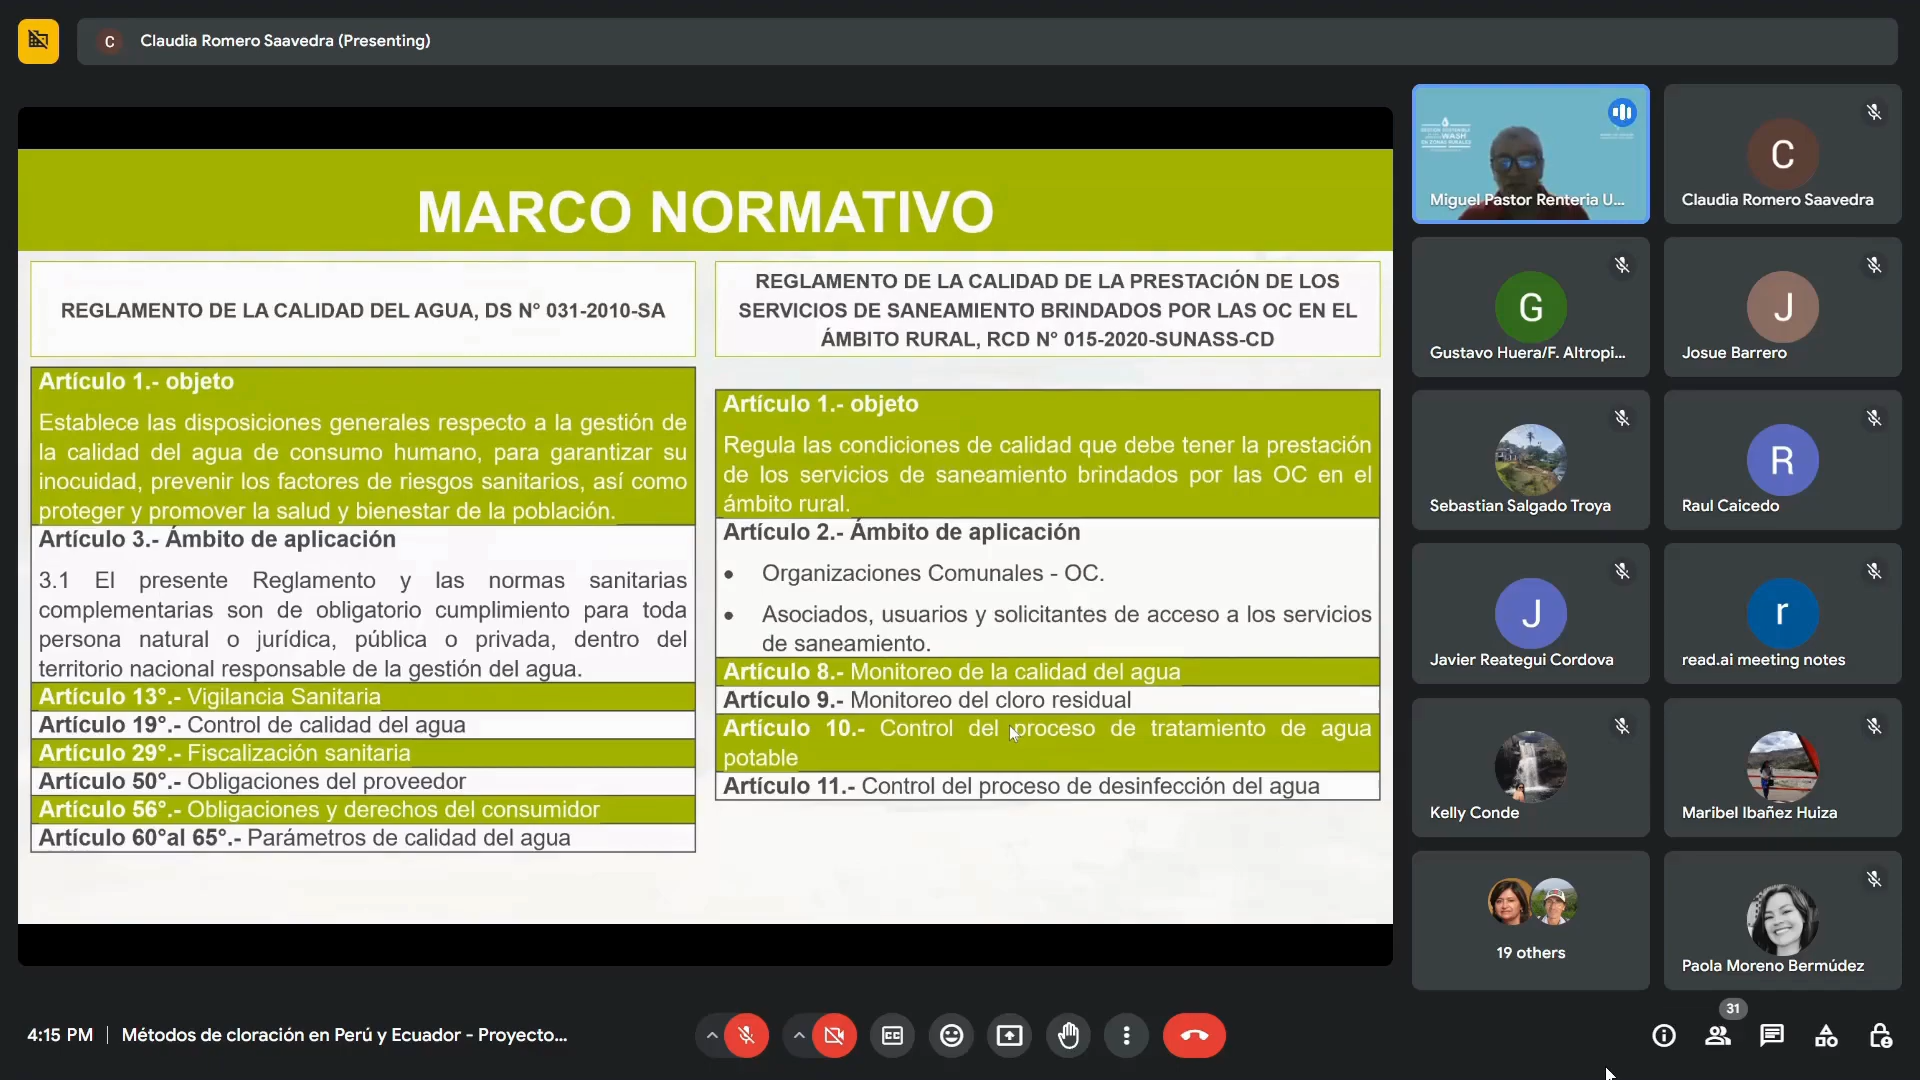 C Claudia Romero Saavedra (Presenting)
MARCO NORMATIVO
REGLAMENTO DE LA CALIDAD DEL AGUA, DS N° 031-2010-SA
Artículo 1.- objeto
Establece las disposiciones generales respecto a la gestión de
la calidad del agua de consumo humano, para garantizar su
inocuidad, prevenir los factores de riesgos sanitarios, así como
proteger y promover la salud y bienestar de la población.
Artículo 3.- Ámbito de aplicación
3.1 El presente Reglamento y las normas sanitarias
complementarias son de obligatorio cumplimiento para toda
persona natural o jurídica, pública o privada, dentro del
territorio nacional responsable de la gestión del agua.
Artículo 13°.- Vigilancia Sanitaria
Artículo 19°.- Control de calidad del agua
Artículo 29°.- Fiscalización sanitaria
Artículo 50°.- Obligaciones del proveedor
Artículo 56°.- Obligaciones y derechos del consumidor
Artículo 60°al 65°.- Parámetros de calidad del agua
REGLAMENTO DE LA CALIDAD DE LA PRESTACIÓN DE LOS
SERVICIOS DE SANEAMIENTO BRINDADOS POR LAS OC EN EL
ÁMBITO RURAL, RCD N° 015-2020-SUNASS-CD
Artículo 1.- objeto
Regula las condiciones de calidad que debe tener la prestación
de los servicios de saneamiento brindados por las OC en el
ámbito rural.
Artículo 2.- Ámbito de aplicación
• Organizaciones Comunales - OC.
• Asociados, usuarios y solicitantes de acceso a los servicios
de saneamiento.
Artículo 8.- Monitoreo de la calidad del agua
Artículo 9.- Monitoreo del cloro residual
Artículo 10.- Control del proceso de tratamiento de agua
potable
Artículo 11.- Control del proceso de desinfección del agua
WASH
EN ZONAS RURALES
Miguel Pastor Renteria U...
C
Claudia Romero Saavedra
G
Gustavo Huera/F. Altropi...
J
Josue Barrero
Sebastian Salgado Troya
R
Raul Caicedo
J
Javier Reategui Cordova
r
read.ai meeting notes
Kelly Conde
Maribel Ibañez Huiza
19 others
Paola Moreno Bermúdez
4:15 PM | Métodos de cloración en Perú y Ecuador - Proyecto...
CC
31